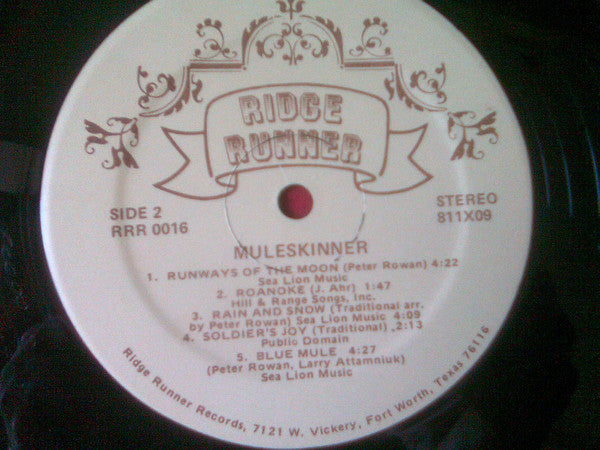 RIDGE
RUNNER
SIDE 2
RRR 0016
STEREO
811X09
MULESKINNER
1. RUNWAYS OF THE MOON (Peter Rowan) 4:22
Sea Lion Music
2. ROANOKE (J. Ahr) 1:47
Hill & Range Songs, Inc.
3. RAIN AND SNOW (Traditional arr.
by Peter Rowan) Sea Lion Music 4:09
4. SOLDIER'S JOY (Traditional) 2:13
Public Domain
5. BLUE MULE 4:27
(Peter Rowan, Larry Attamniuk)
Sea Lion Music
Ridge Runner Records, 7121 W. Vickery, Fort Worth, Texas 76116